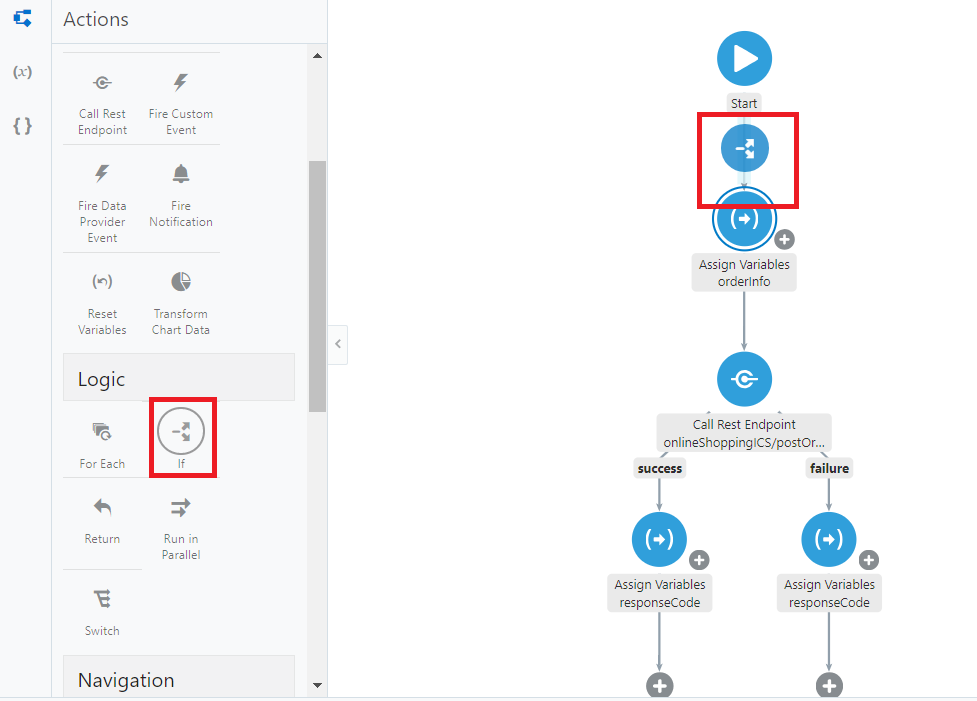 Actions
(x)
{ }
Call Rest
Endpoint
Fire Custom
Event
Fire Data
Provider
Event
Fire
Notification
Reset
Variables
Transform
Chart Data
Logic
For Each
If
Return
Run in
Parallel
Switch
Navigation
Start
Assign Variables
orderInfo
Call Rest Endpoint
onlineShoppingICS/postOr...
success
failure
Assign Variables
responseCode
Assign Variables
responseCode